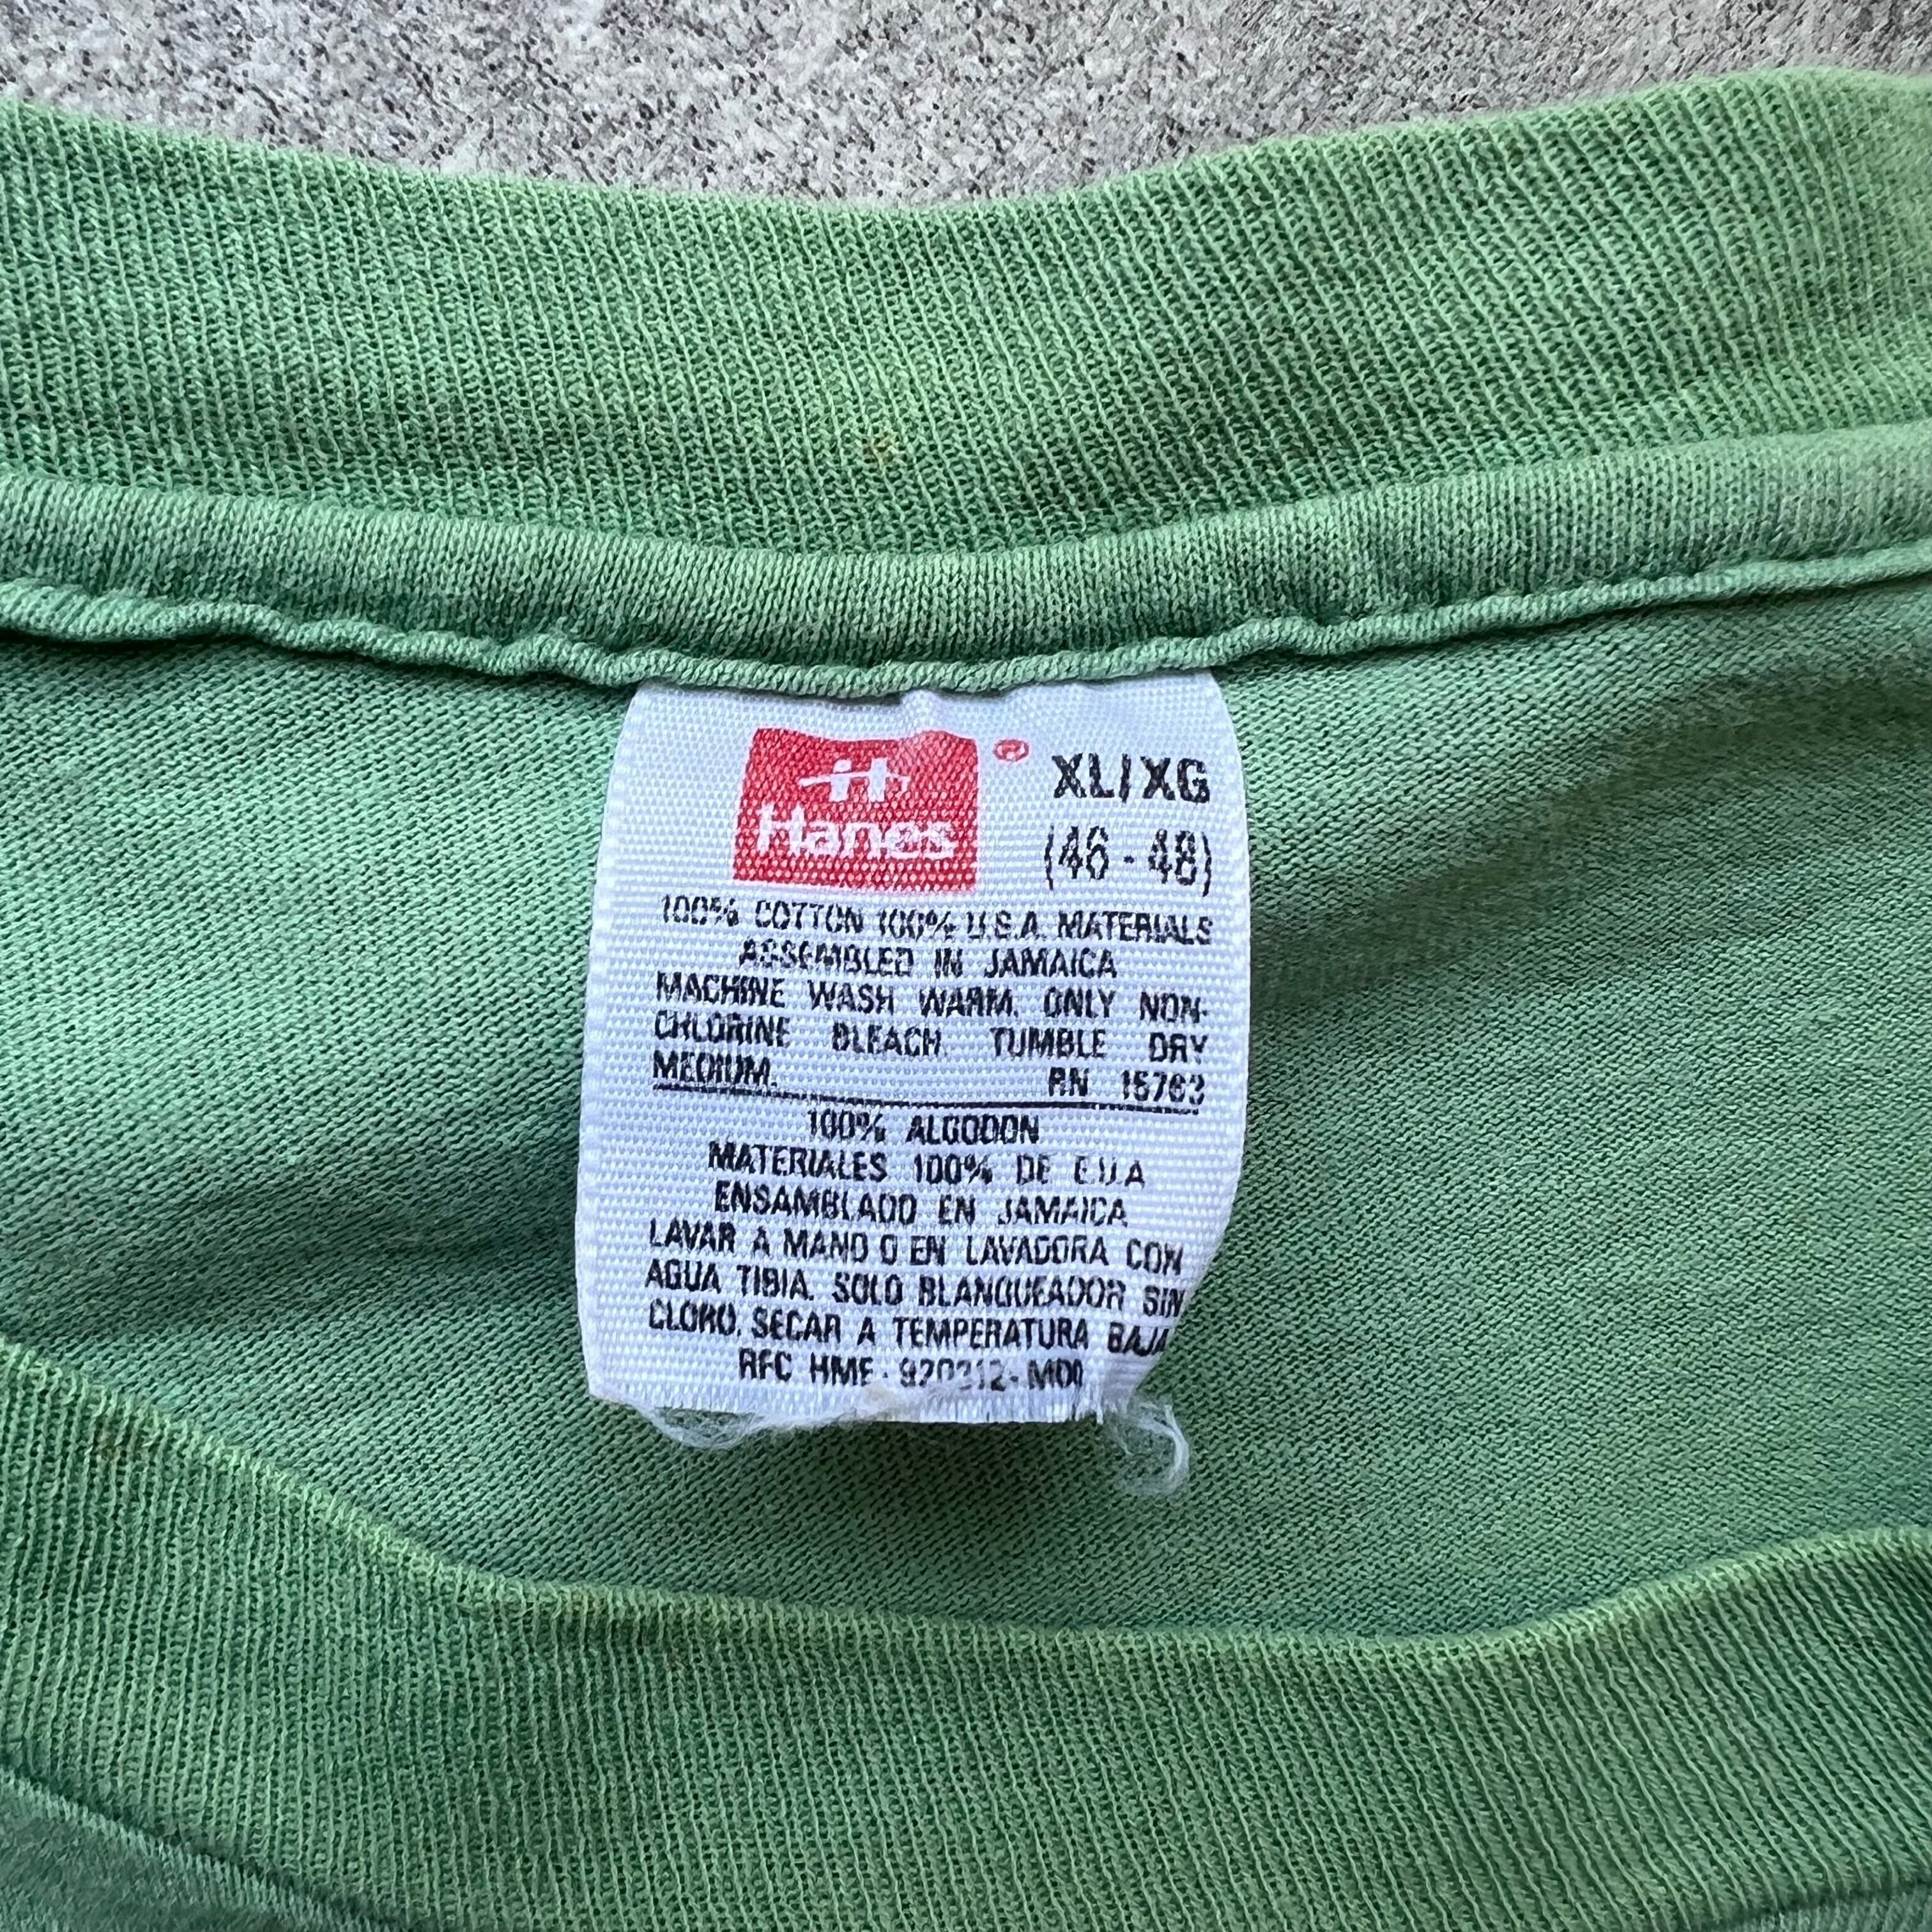 Hanes ® XL/XG
(46 - 48)
100% COTTON 100% U.S.A. MATERIALS
ASSEMBLED IN JAMAICA
MACHINE WASH WARM. ONLY NON-
CHLORINE BLEACH. TUMBLE DRY
MEDIUM. RN 15763
100% ALGODON
MATERIALES 100% DE E.U.A
ENSAMBLADO EN JAMAICA
LAVAR A MANO O EN LAVADORA CON
AGUA TIBIA. SOLO BLANQUEADOR SIN
CLORO. SECAR A TEMPERATURA BAJA
RFC HME - 920212 - MD0